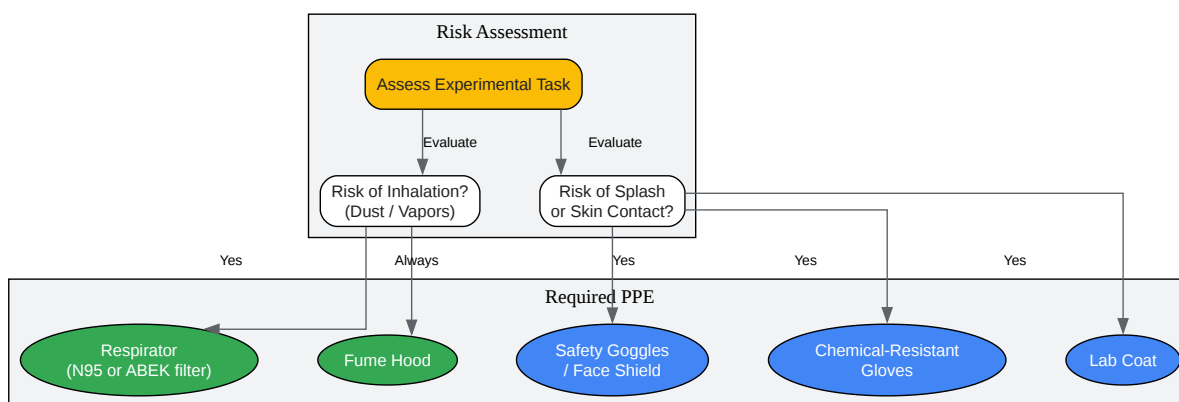 Risk Assessment
Assess Experimental Task
Evaluate
Evaluate
Risk of Inhalation?
(Dust / Vapors)
Risk of Splash
or Skin Contact?
Yes
Always
Yes
Yes
Yes
Required PPE
Respirator
(N95 or ABEK filter)
Fume Hood
Safety Goggles
/ Face Shield
Chemical-Resistant
Gloves
Lab Coat